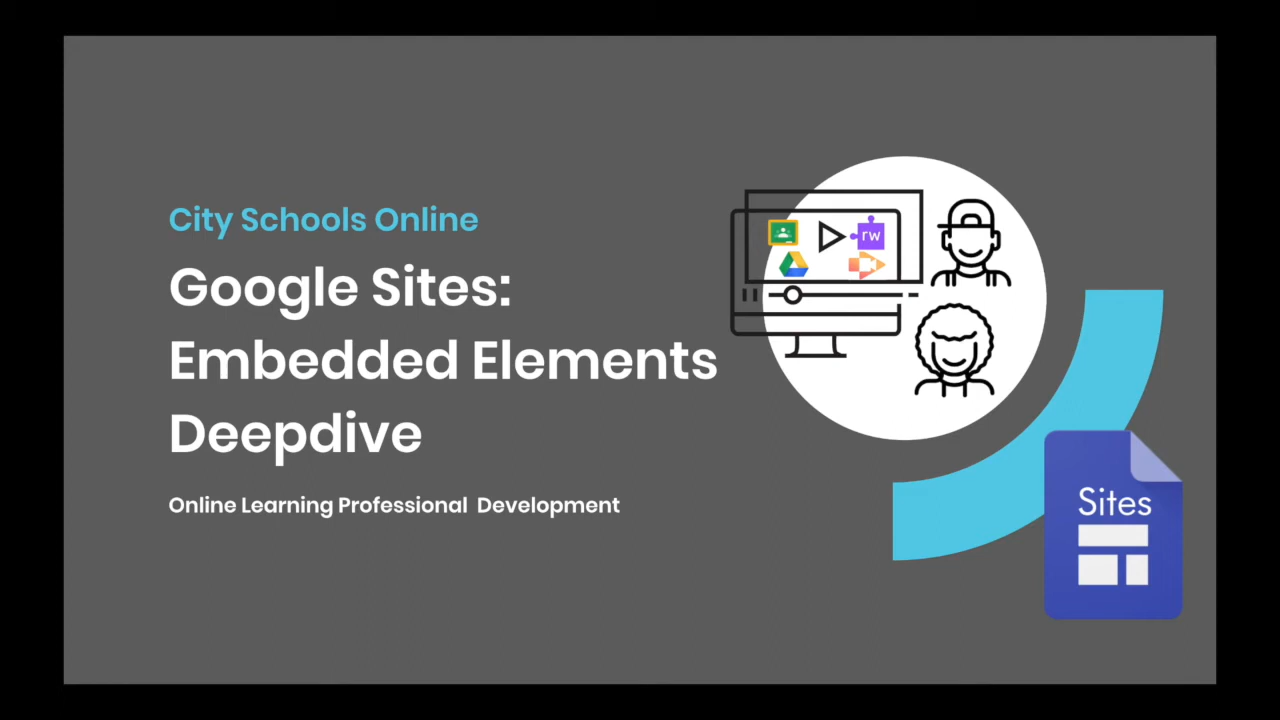 City Schools Online
Google Sites:
Embedded Elements
Deepdive
Online Learning Professional Development
rw
Sites